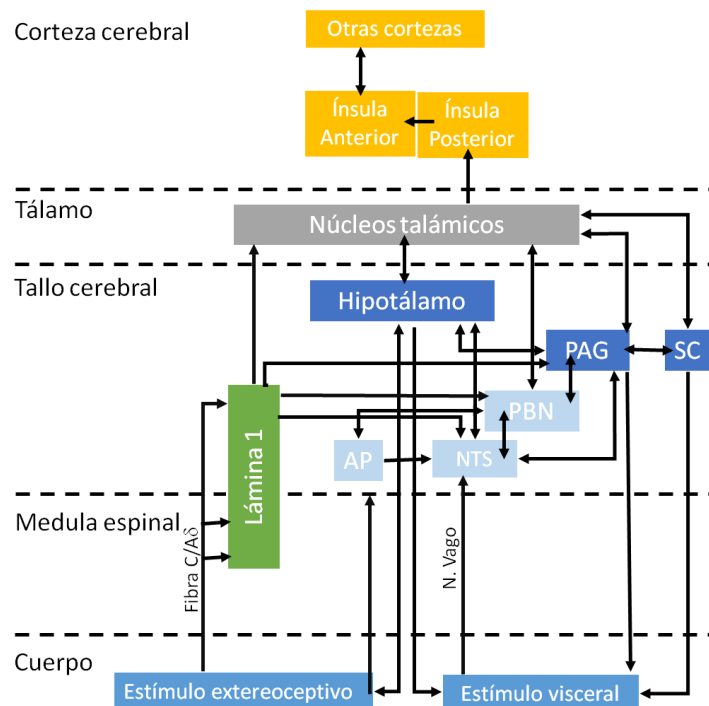 Corteza cerebral
Otras cortezas
Ínsula
Anterior
Ínsula
Posterior
Tálamo
Núcleos talámicos
Tallo cerebral
Hipotálamo
PAG
SC
PBN
AP
NTS
Lámina 1
Medula espinal
Fibra C/Aδ
N. Vago
Cuerpo
Estímulo extereoceptivo
Estímulo visceral